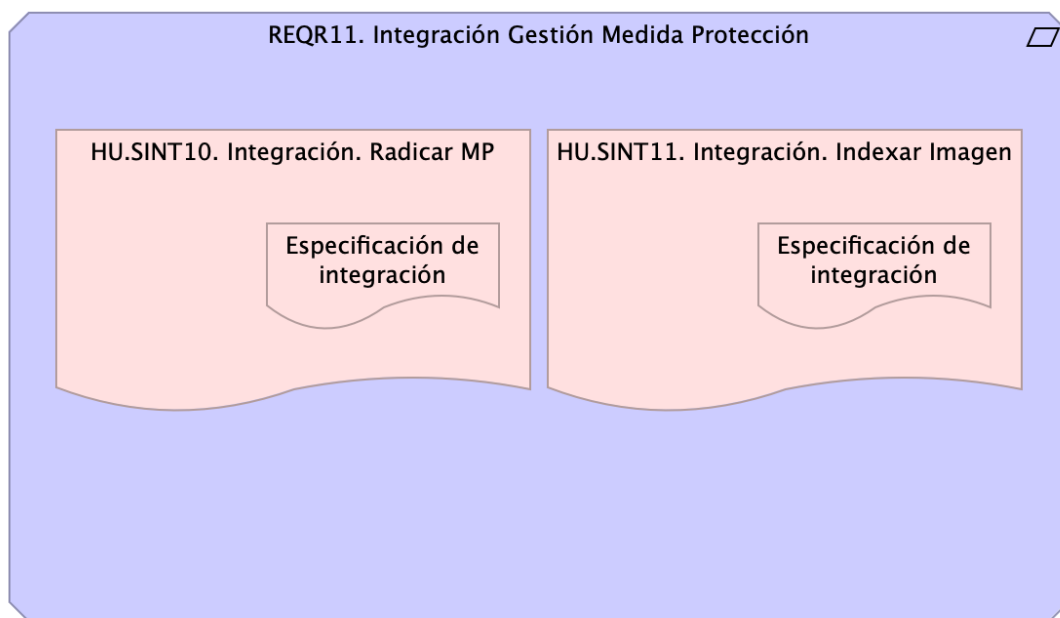 REQR11. Integración Gestión Medida Protección
HU.SINT10. Integración. Radicar MP
HU.SINT11. Integración. Indexar Imagen
Especificación de
integración
Especificación de
integración